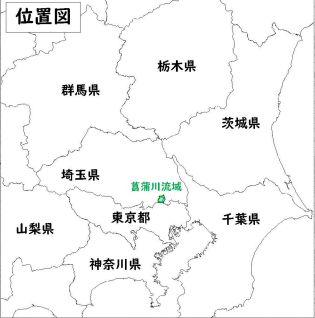 位置図
栃木県
群馬県
茨城県
埼玉県
菖蒲川流域
山梨県
東京都
千葉県
神奈川県